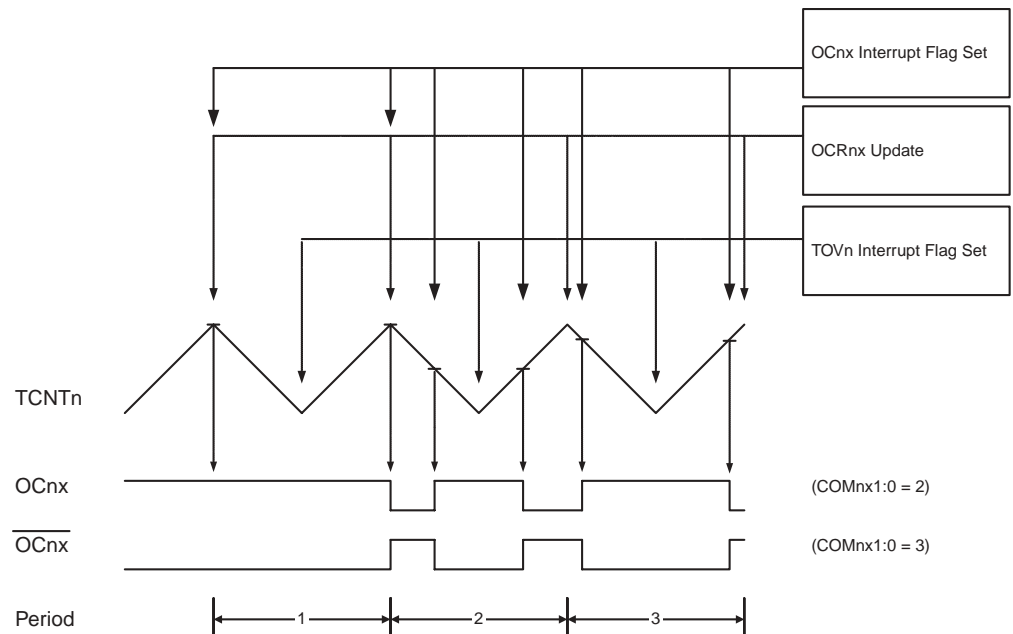 OCnx Interrupt Flag Set
OCRnx Update
TOVn Interrupt Flag Set
TCNTn
OCnx
(COMnx1:0 = 2)
OCnx
(COMnx1:0 = 3)
Period
1
2
3